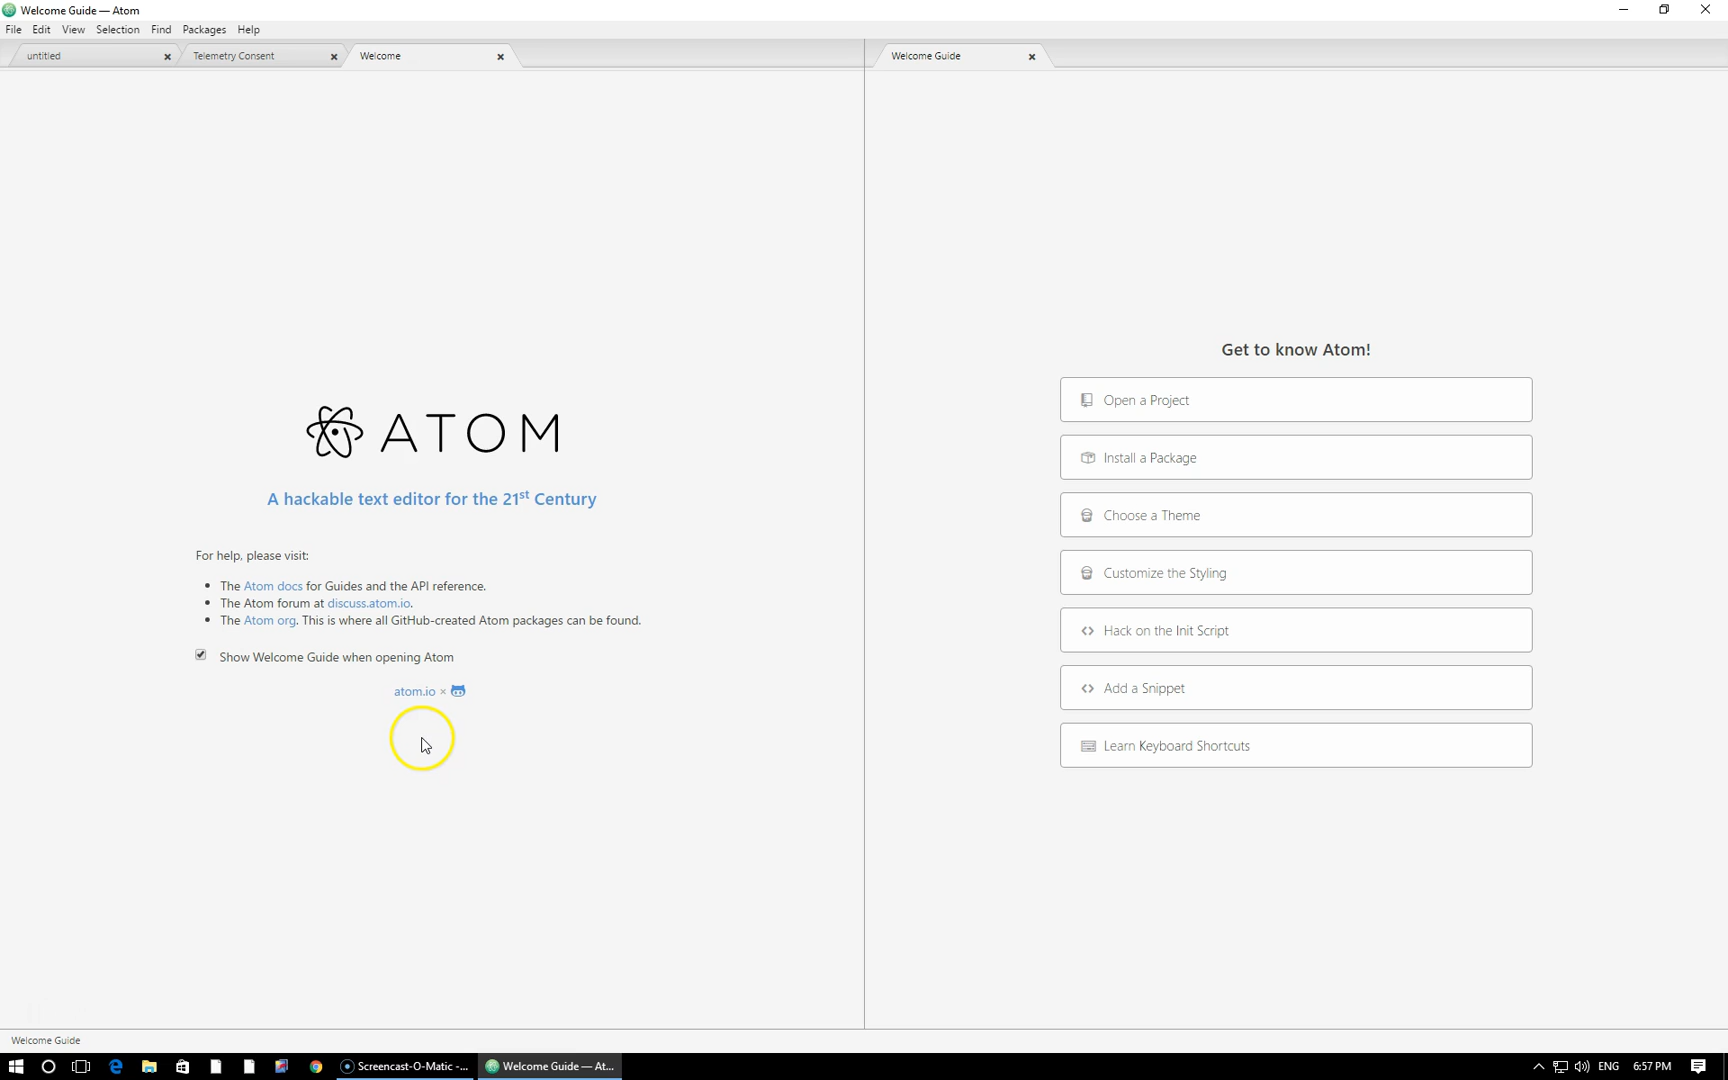 Welcome Guide — Atom
File Edit View Selection Find Packages Help
untitled Telemetry Consent Welcome
Welcome Guide
ATOM
A hackable text editor for the 21st Century
For help, please visit:
The Atom docs for Guides and the API reference.
The Atom forum at discuss.atom.io.
The Atom org. This is where all GitHub-created Atom packages can be found.
Show Welcome Guide when opening Atom
atom.io ×
Get to know Atom!
Open a Project
Install a Package
Choose a Theme
Customize the Styling
Hack on the Init Script
Add a Snippet
Learn Keyboard Shortcuts
Welcome Guide
Screencast-O-Matic -... Welcome Guide — At... ENG 6:57 PM